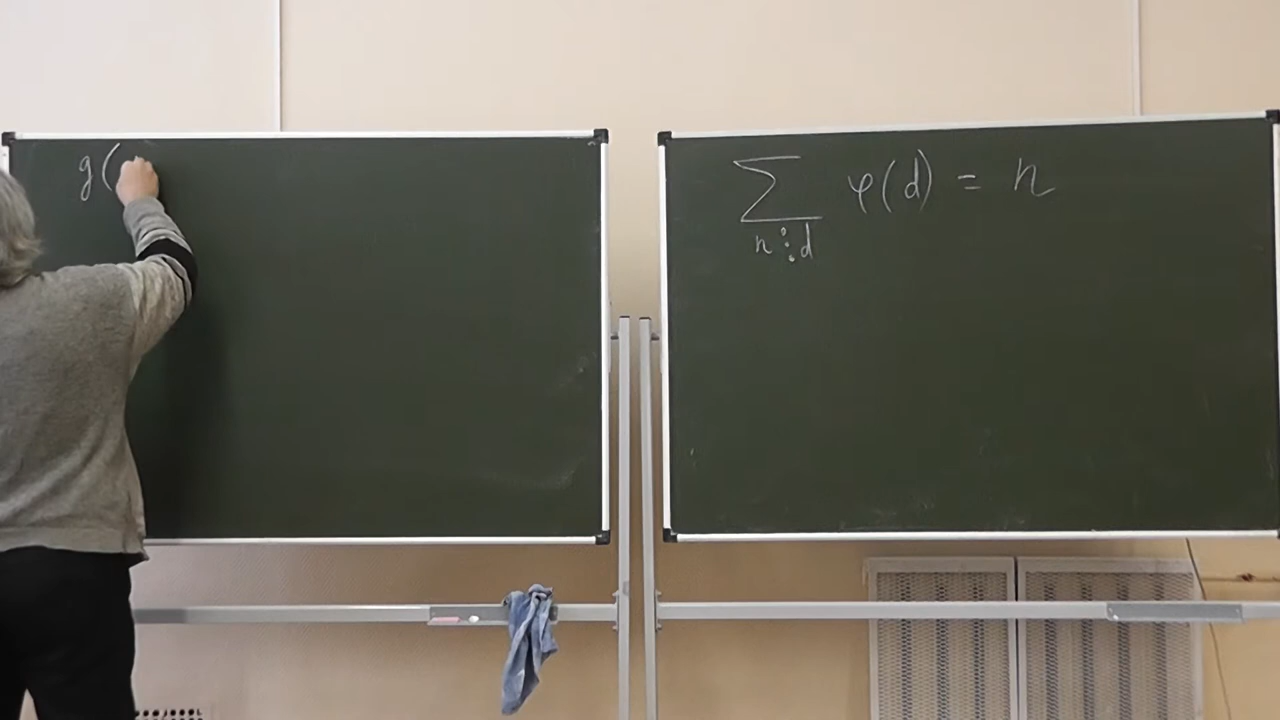 g(
∑ φ(d) = n
n⋮d